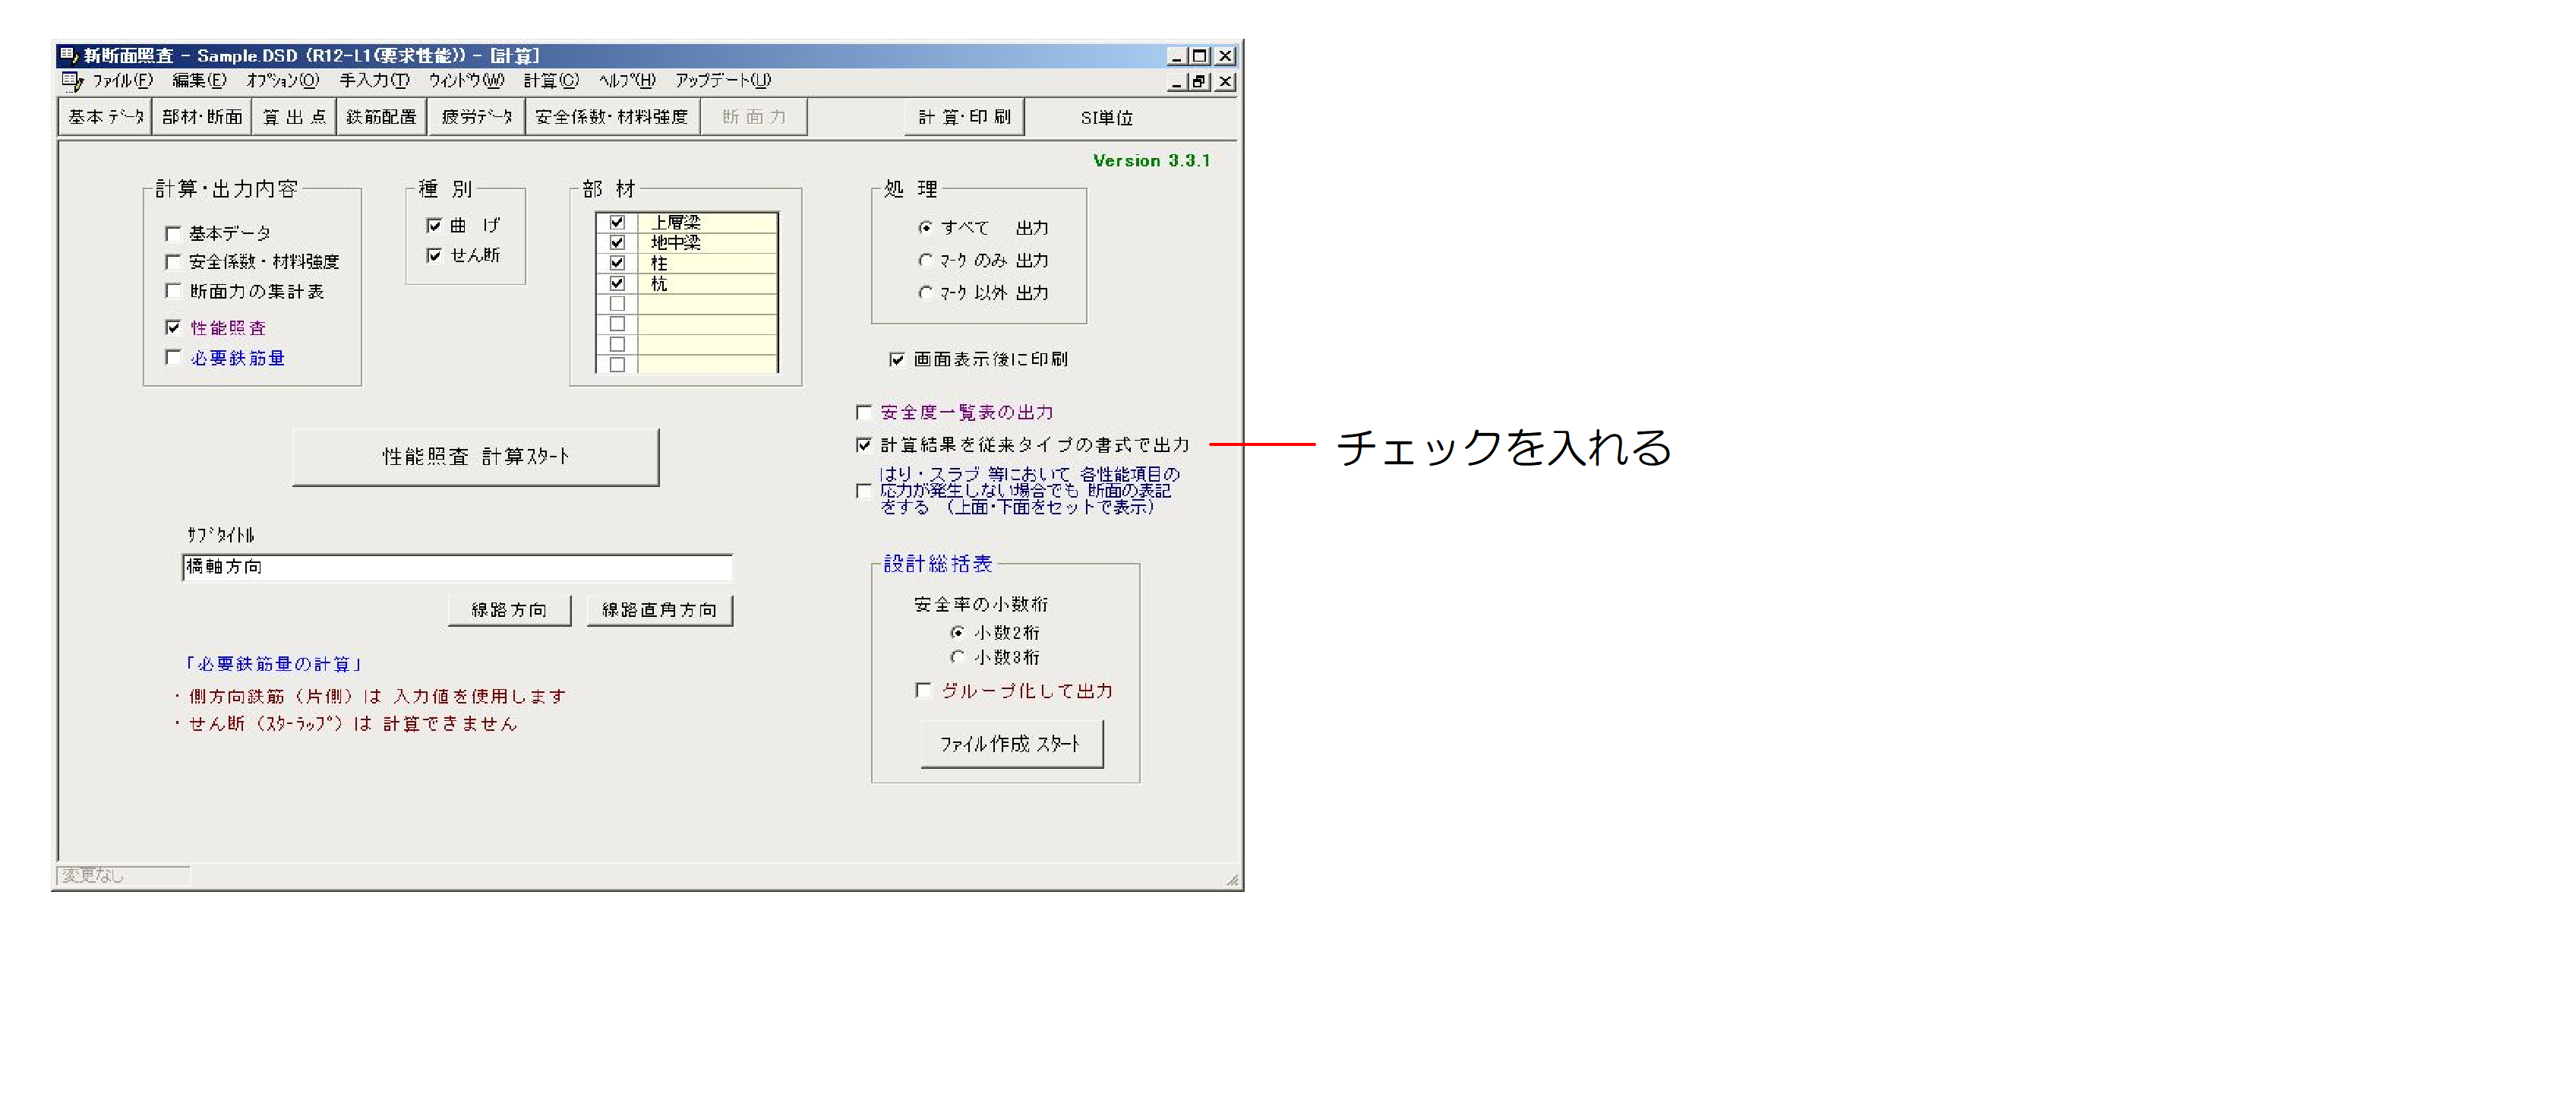 新断面照査 - Sample.DSD (R12-L1(要求性能)) - [計算]
ﾌｧｲﾙ(F) 編集(E) ｵﾌﾟｼｮﾝ(O) 手入力(T) ｳｨﾝﾄﾞｳ(W) 計算(C) ﾍﾙﾌﾟ(H) アップデート(U)
基本ﾃﾞｰﾀ 部材･断面 算 出 点 鉄筋配置 疲労ﾃﾞｰﾀ 安全係数･材料強度 断 面 力 計 算･印 刷 SI単位
Version 3.3.1
計算･出力内容
基本データ
安全係数・材料強度
断面力の集計表
性能照査
必要鉄筋量
種 別
曲 げ
せん断
部 材
上層梁
地中梁
柱
杭
処 理
すべて 出力
ﾏｰｸ のみ 出力
ﾏｰｸ 以外 出力
画面表示後に印刷
安全度一覧表の出力
計算結果を従来タイプの書式で出力
チェックを入れる
はり・スラブ 等において 各性能項目の
応力が発生しない場合でも 断面の表記
をする （上面･下面をセットで表示）
性能照査 計算ｽﾀｰﾄ
ｻﾌﾞﾀｲﾄﾙ
橋軸方向
線路方向 線路直角方向
「必要鉄筋量の計算」
・側方向鉄筋（片側）は 入力値を使用します
・せん断（ｽﾀｰﾗｯﾌﾟ）は 計算できません
設計総括表
安全率の小数桁
小数2桁
小数3桁
グループ化して出力
ﾌｧｲﾙ作成 ｽﾀｰﾄ
変更なし